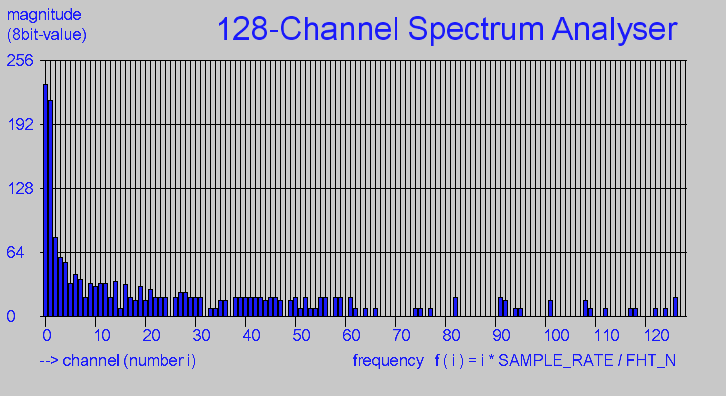 magnitude
(8bit-value)
128-Channel Spectrum Analyser
256
192
128
64
0
0 10 20 30 40 50 60 70 80 90 100 110 120
--> channel (number i)
frequency f ( i ) = i * SAMPLE_RATE / FHT_N